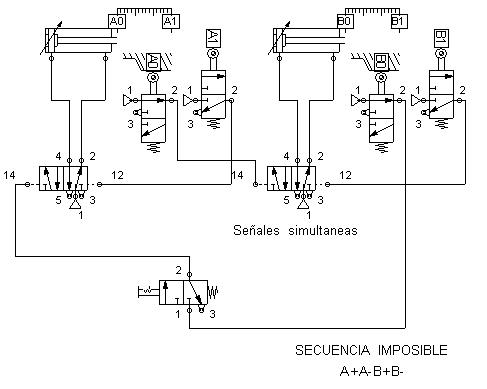 A0 A1 B0 B1
A0 A1 B0 B1
1 2 1 2 1 2 1 2
3 3 3 3
4 2 4 2
14 12 14 12
5 3 5 3
1 1
Señales simultaneas
2
1 3
SECUENCIA IMPOSIBLE
A+A-B+B-